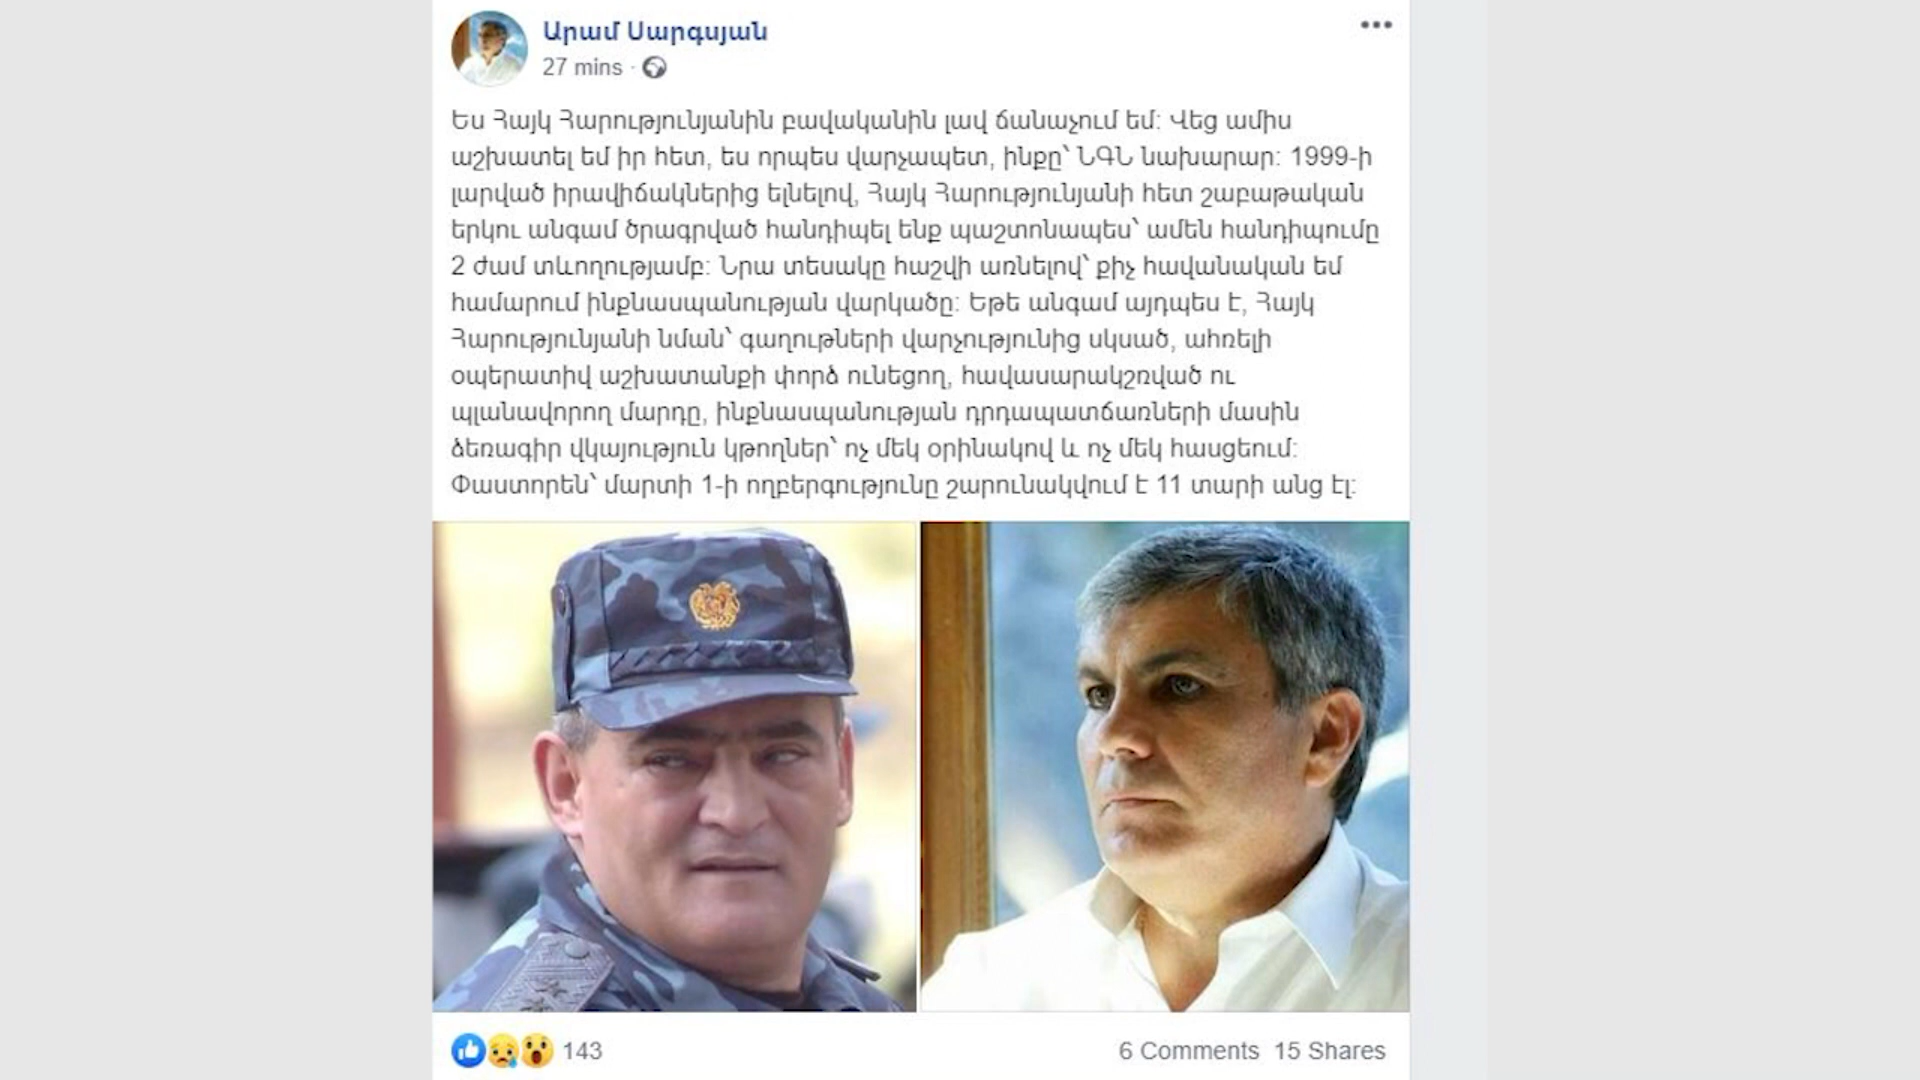 Արամ Սարգսյան
27 mins ·
Ես Հայկ Հարությունյանին բավականին լավ ճանաչում եմ: Վեց ամիս
աշխատել եմ իր հետ, ես որպես վարչապետ, ինքը՝ ՆԳՆ նախարար: 1999-ի
լարված իրավիճակներից ելնելով, Հայկ Հարությունյանի հետ շաբաթական
երկու անգամ ծրագրված հանդիպել ենք պաշտոնապես՝ ամեն հանդիպումը
2 ժամ տևողությամբ: Նրա տեսակը հաշվի առնելով՝ քիչ հավանական եմ
համարում ինքնասպանության վարկածը: Եթե անգամ այդպես է, Հայկ
Հարությունյանի նման՝ գաղութների վարչությունից սկսած, ահռելի
օպերատիվ աշխատանքի փորձ ունեցող, հավասարակշռված ու
պլանավորող մարդը, ինքնասպանության դրդապատճառների մասին
ձեռագիր վկայություն կթողներ՝ ոչ մեկ օրինակով և ոչ մեկ հասցեում:
Փաստորեն՝ մարտի 1-ի ողբերգությունը շարունակվում է 11 տարի անց էլ:
143
6 Comments 15 Shares